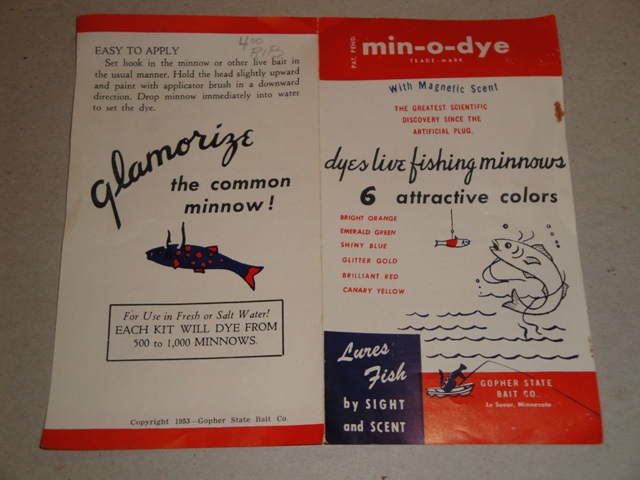 EASY TO APPLY
Set hook in the minnow or other live bait in
the usual manner. Hold the head slightly upward
and paint with applicator brush in a downward
direction. Drop minnow immediately into water
to set the dye.
glamorize
the common
minnow!
For Use in Fresh or Salt Water!
EACH KIT WILL DYE FROM
500 to 1,000 MINNOWS.
Copyright 1953 - Gopher State Bait Co.
PAT. PEND.
min-o-dye
TRADE-MARK
With Magnetic Scent
THE GREATEST SCIENTIFIC
DISCOVERY SINCE THE
ARTIFICIAL PLUG.
dyes live fishing minnows
6 attractive colors
BRIGHT ORANGE
EMERALD GREEN
SHINY BLUE
GLITTER GOLD
BRILLIANT RED
CANARY YELLOW
Lures
Fish
by SIGHT
and SCENT
GOPHER STATE
BAIT CO.
Le Sueur, Minnesota